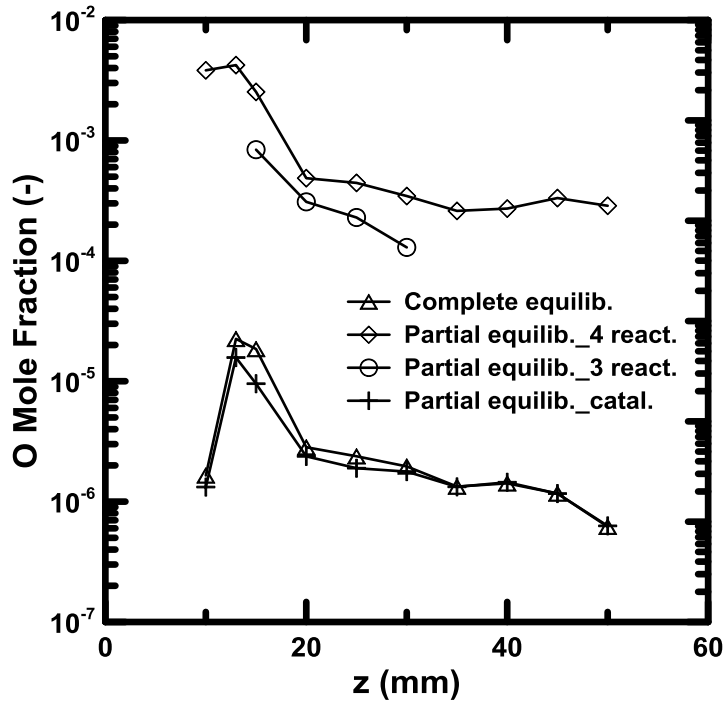 10-2
10-3
10-4
10-5
10-6
10-7
O Mole Fraction (-)
Complete equilib.
Partial equilib._4 react.
Partial equilib._3 react.
Partial equilib._catal.
0 20 40 60
z (mm)